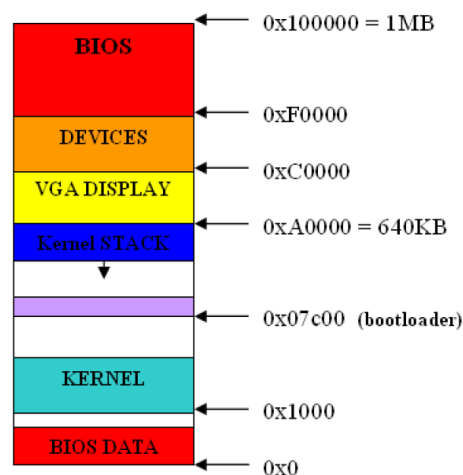 0x100000 = 1MB
BIOS
0xF0000
DEVICES
0xC0000
VGA DISPLAY
0xA0000 = 640KB
Kernel STACK
0x07c00 (bootloader)
KERNEL
0x1000
BIOS DATA
0x0